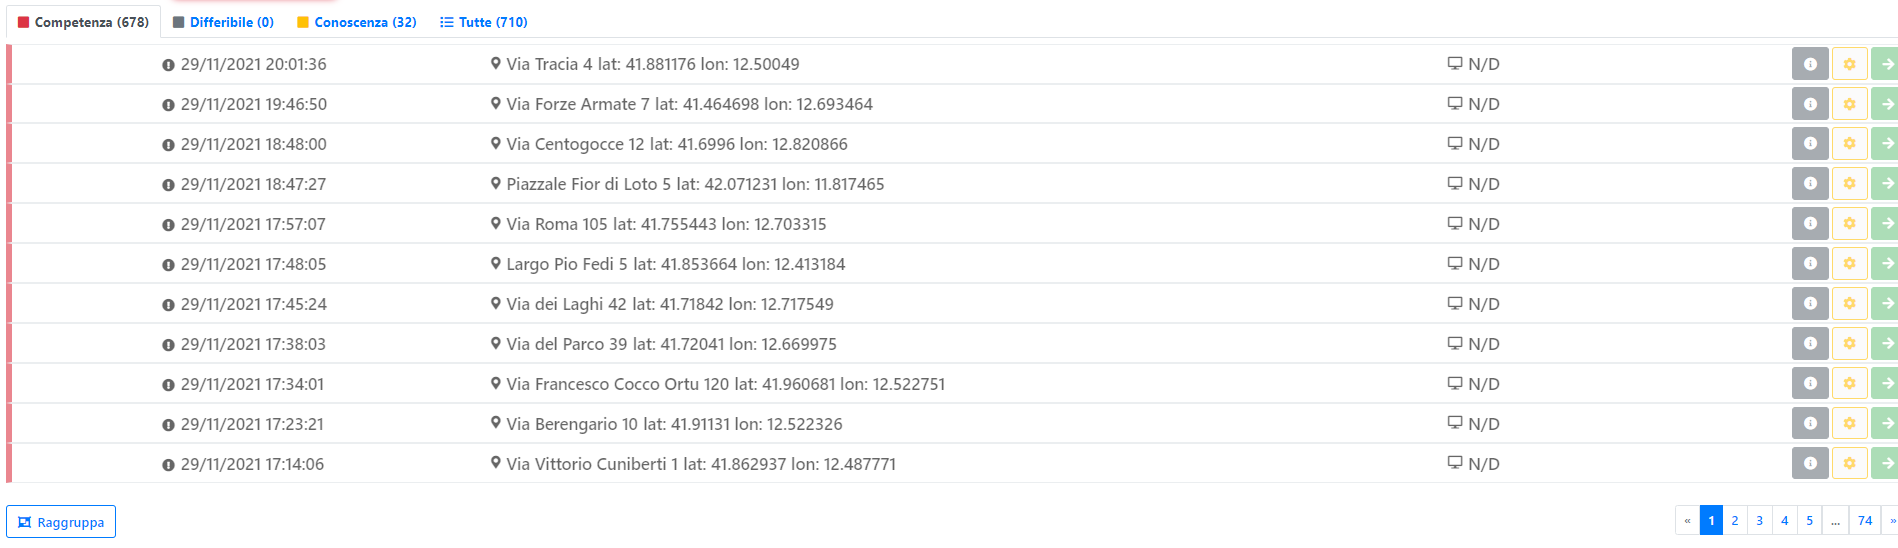 Competenza (678) Differibile (0) Conoscenza (32) Tutte (710)
29/11/2021 20:01:36 Via Tracia 4 lat: 41.881176 lon: 12.50049 N/D
29/11/2021 19:46:50 Via Forze Armate 7 lat: 41.464698 lon: 12.693464 N/D
29/11/2021 18:48:00 Via Centogocce 12 lat: 41.6996 lon: 12.820866 N/D
29/11/2021 18:47:27 Piazzale Fior di Loto 5 lat: 42.071231 lon: 11.817465 N/D
29/11/2021 17:57:07 Via Roma 105 lat: 41.755443 lon: 12.703315 N/D
29/11/2021 17:48:05 Largo Pio Fedi 5 lat: 41.853664 lon: 12.413184 N/D
29/11/2021 17:45:24 Via dei Laghi 42 lat: 41.71842 lon: 12.717549 N/D
29/11/2021 17:38:03 Via del Parco 39 lat: 41.72041 lon: 12.669975 N/D
29/11/2021 17:34:01 Via Francesco Cocco Ortu 120 lat: 41.960681 lon: 12.522751 N/D
29/11/2021 17:23:21 Via Berengario 10 lat: 41.91131 lon: 12.522326 N/D
29/11/2021 17:14:06 Via Vittorio Cuniberti 1 lat: 41.862937 lon: 12.487771 N/D
Raggruppa « 1 2 3 4 5 ... 74 »